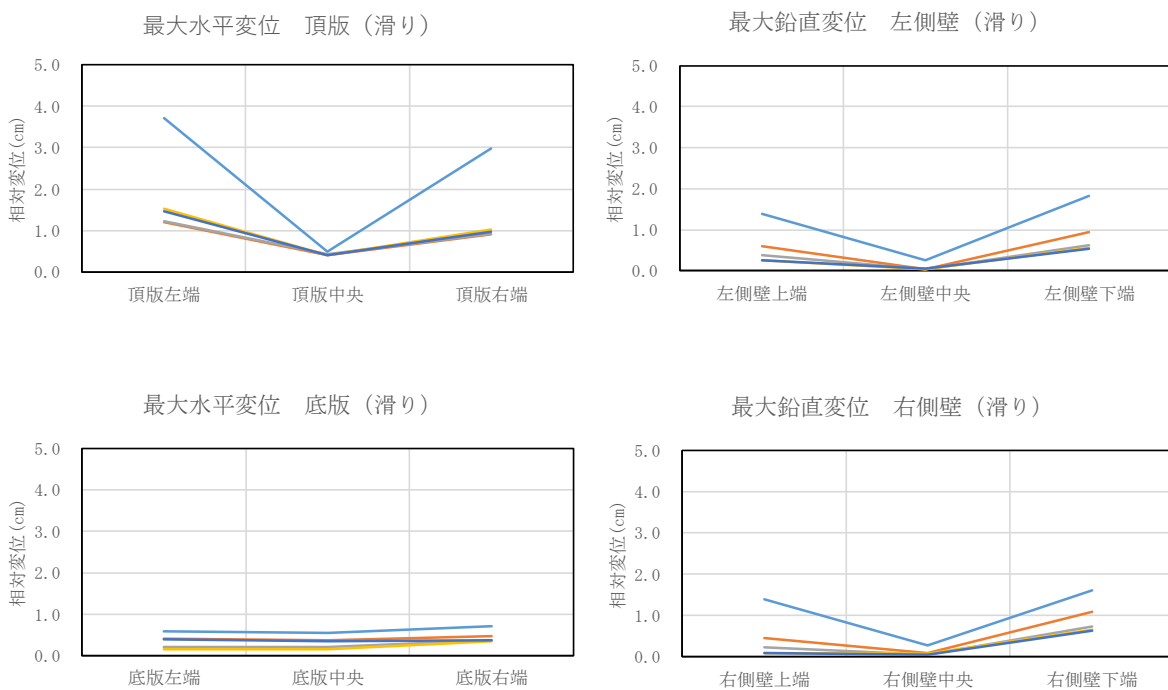 最大水平変位　頂版（滑り）
相対変位(cm)
5.0
4.0
3.0
2.0
1.0
0.0
頂版左端
頂版中央
頂版右端
最大鉛直変位　左側壁（滑り）
相対変位(cm)
5.0
4.0
3.0
2.0
1.0
0.0
左側壁上端
左側壁中央
左側壁下端
最大水平変位　底版（滑り）
相対変位(cm)
5.0
4.0
3.0
2.0
1.0
0.0
底版左端
底版中央
底版右端
最大鉛直変位　右側壁（滑り）
相対変位(cm)
5.0
4.0
3.0
2.0
1.0
0.0
右側壁上端
右側壁中央
右側壁下端